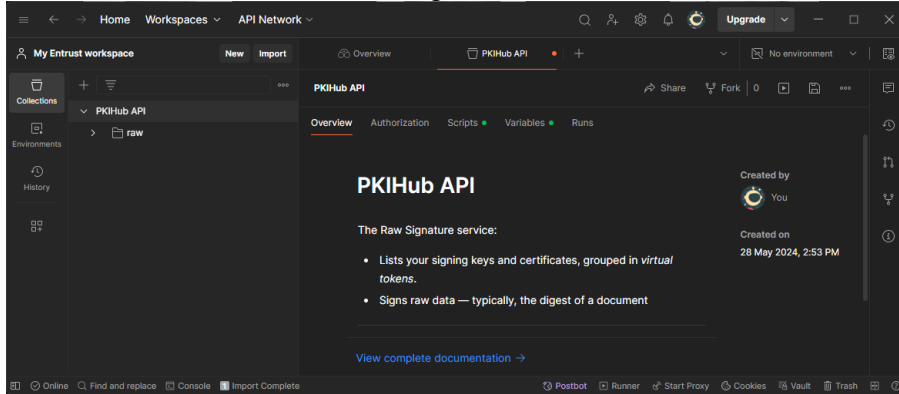 Home Workspaces API Network Upgrade
My Entrust workspace New Import Overview PKIHub API No environment
Collections
Environments
History
PKIHub API
raw
PKIHub API Share Fork 0
Overview Authorization Scripts Variables Runs
PKIHub API
The Raw Signature service:
• Lists your signing keys and certificates, grouped in virtual
tokens.
• Signs raw data — typically, the digest of a document
View complete documentation →
Created by
You
Created on
28 May 2024, 2:53 PM
Online Find and replace Console 1 Import Complete Postbot Runner Start Proxy Cookies Vault Trash